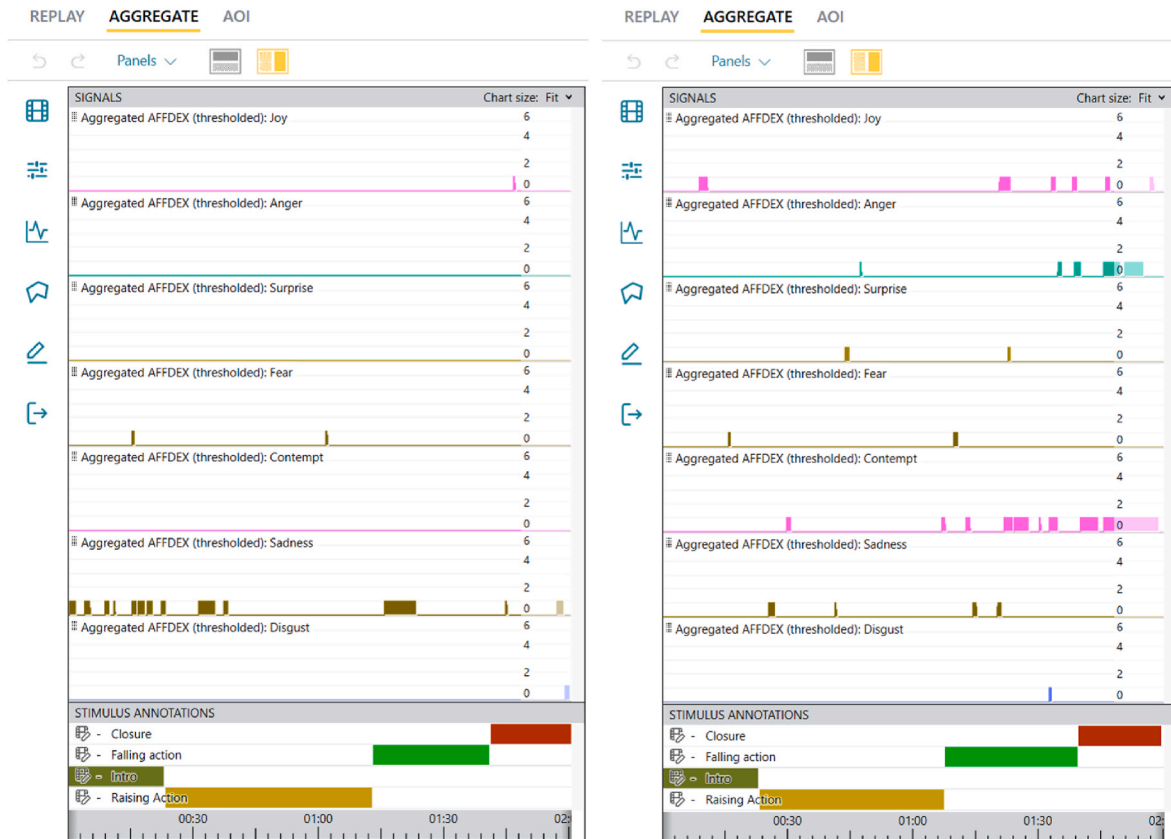 REPLAY AGGREGATE AOI
Panels
SIGNALS Chart size: Fit
Aggregated AFFDEX (thresholded): Joy 6
4
2
0
Aggregated AFFDEX (thresholded): Anger 6
4
2
0
Aggregated AFFDEX (thresholded): Surprise 6
4
2
0
Aggregated AFFDEX (thresholded): Fear 6
4
2
0
Aggregated AFFDEX (thresholded): Contempt 6
4
2
0
Aggregated AFFDEX (thresholded): Sadness 6
4
2
0
Aggregated AFFDEX (thresholded): Disgust 6
4
2
0
STIMULUS ANNOTATIONS
- Closure
- Falling action
- Intro
- Raising Action
00:30 01:00 01:30 02:
REPLAY AGGREGATE AOI
Panels
SIGNALS Chart size: Fit
Aggregated AFFDEX (thresholded): Joy 6
4
2
0
Aggregated AFFDEX (thresholded): Anger 6
4
2
0
Aggregated AFFDEX (thresholded): Surprise 6
4
2
0
Aggregated AFFDEX (thresholded): Fear 6
4
2
0
Aggregated AFFDEX (thresholded): Contempt 6
4
2
0
Aggregated AFFDEX (thresholded): Sadness 6
4
2
0
Aggregated AFFDEX (thresholded): Disgust 6
4
2
0
STIMULUS ANNOTATIONS
- Closure
- Falling action
- Intro
- Raising Action
00:30 01:00 01:30 02: